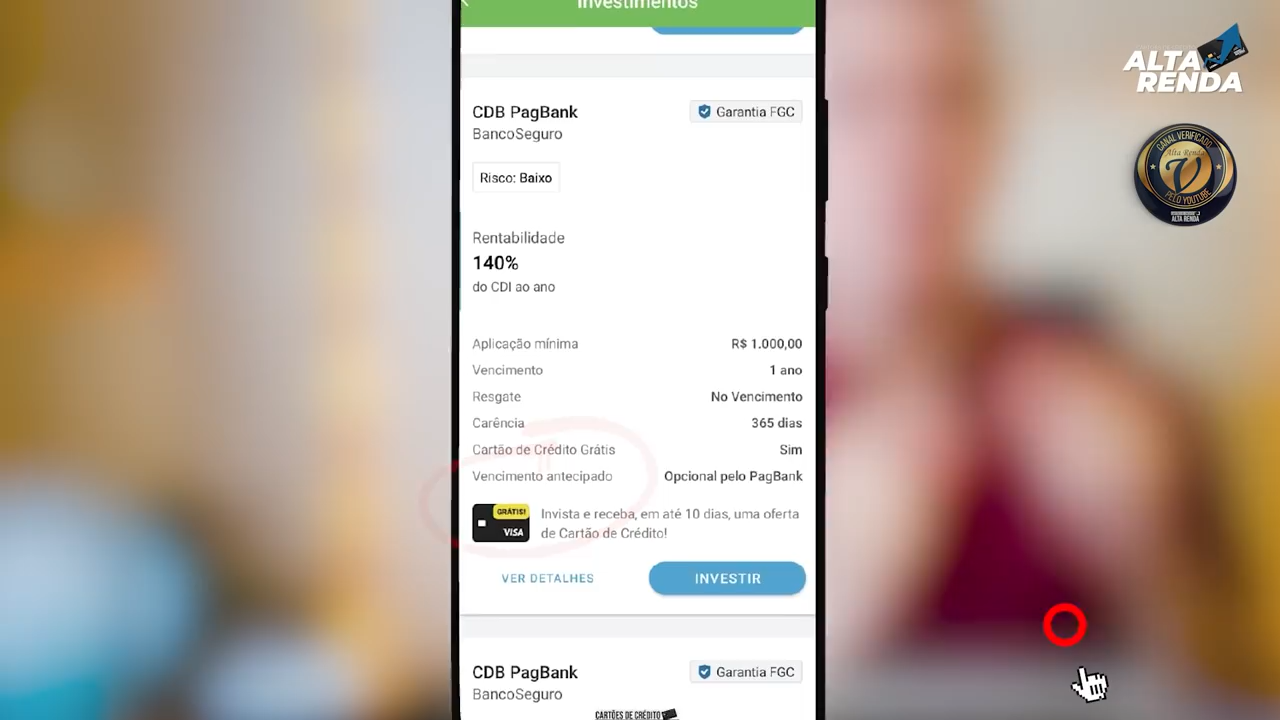 Investimentos
CDB PagBank
Garantia FGC
BancoSeguro
Risco: Baixo
Rentabilidade
140%
do CDI ao ano
Aplicação mínima R$ 1.000,00
Vencimento 1 ano
Resgate No Vencimento
Carência 365 dias
Cartão de Crédito Grátis Sim
Vencimento antecipado Opcional pelo PagBank
GRÁTIS!
VISA
Invista e receba, em até 10 dias, uma oferta
de Cartão de Crédito!
VER DETALHES
INVESTIR
CDB PagBank
Garantia FGC
BancoSeguro
CARTÕES DE CRÉDITO
ALTA
RENDA
CANAL VERIFICADO
Alta Renda
V
PELO YOUTUBE
ALTA RENDA